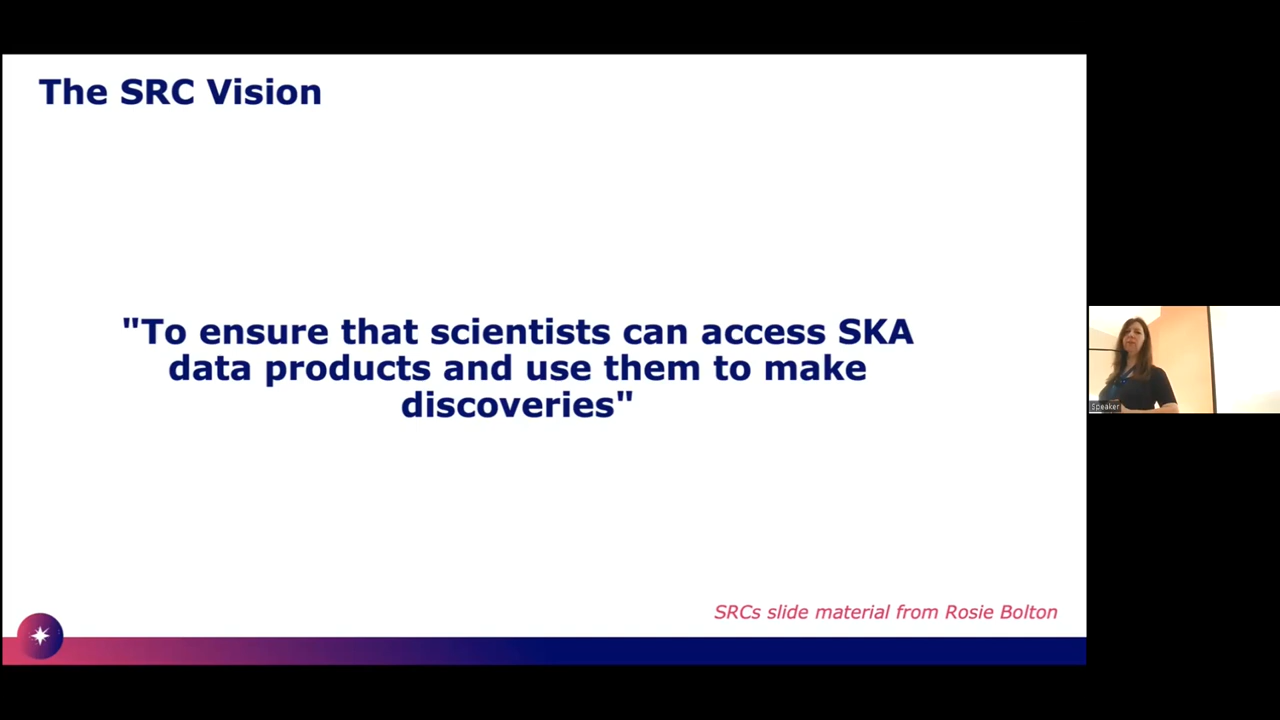 The SRC Vision
"To ensure that scientists can access SKA
data products and use them to make
discoveries"
SRCs slide material from Rosie Bolton
Speaker